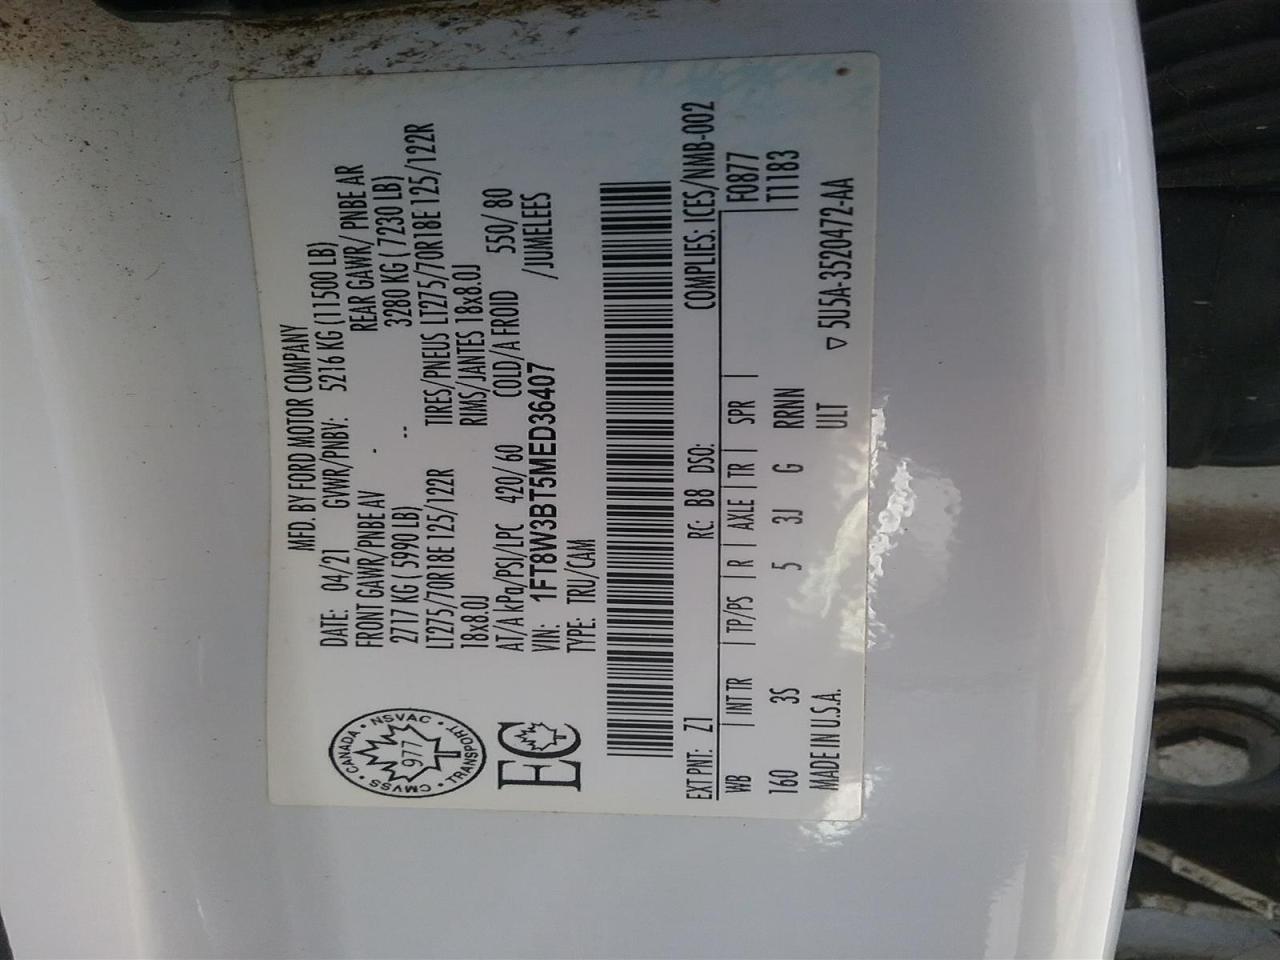 MFD. BY FORD MOTOR COMPANY
DATE: 04/21 GVWR/PNBV: 5216 KG (11500 LB)
FRONT GAWR/PNBE AV - REAR GAWR/ PNBE AR
2717 KG ( 5990 LB) -- 3280 KG ( 7230 LB)
LT275/70R18E 125/122R TIRES/PNEUS LT275/70R18E 125/122R
18x8.0J RIMS/JANTES 18x8.0J
AT/A kPa/PSI/LPC 420/ 60 COLD/A FROID 550/ 80
VIN: 1FT8W3BT5MED36407 /JUMELEES
TYPE: TRU/CAM
CANADA · NSVAC · TRANSPORT · CMVSS
977
EC
COMPLIES: ICES/NMB-002
EXT PNT: Z1 RC: B8 DSO: F0877
WB INT TR TP/PS R AXLE TR SPR T1183
160 3S 5 3J G RRNN
MADE IN U.S.A. ULT ▽ 5U5A-3520472-AA